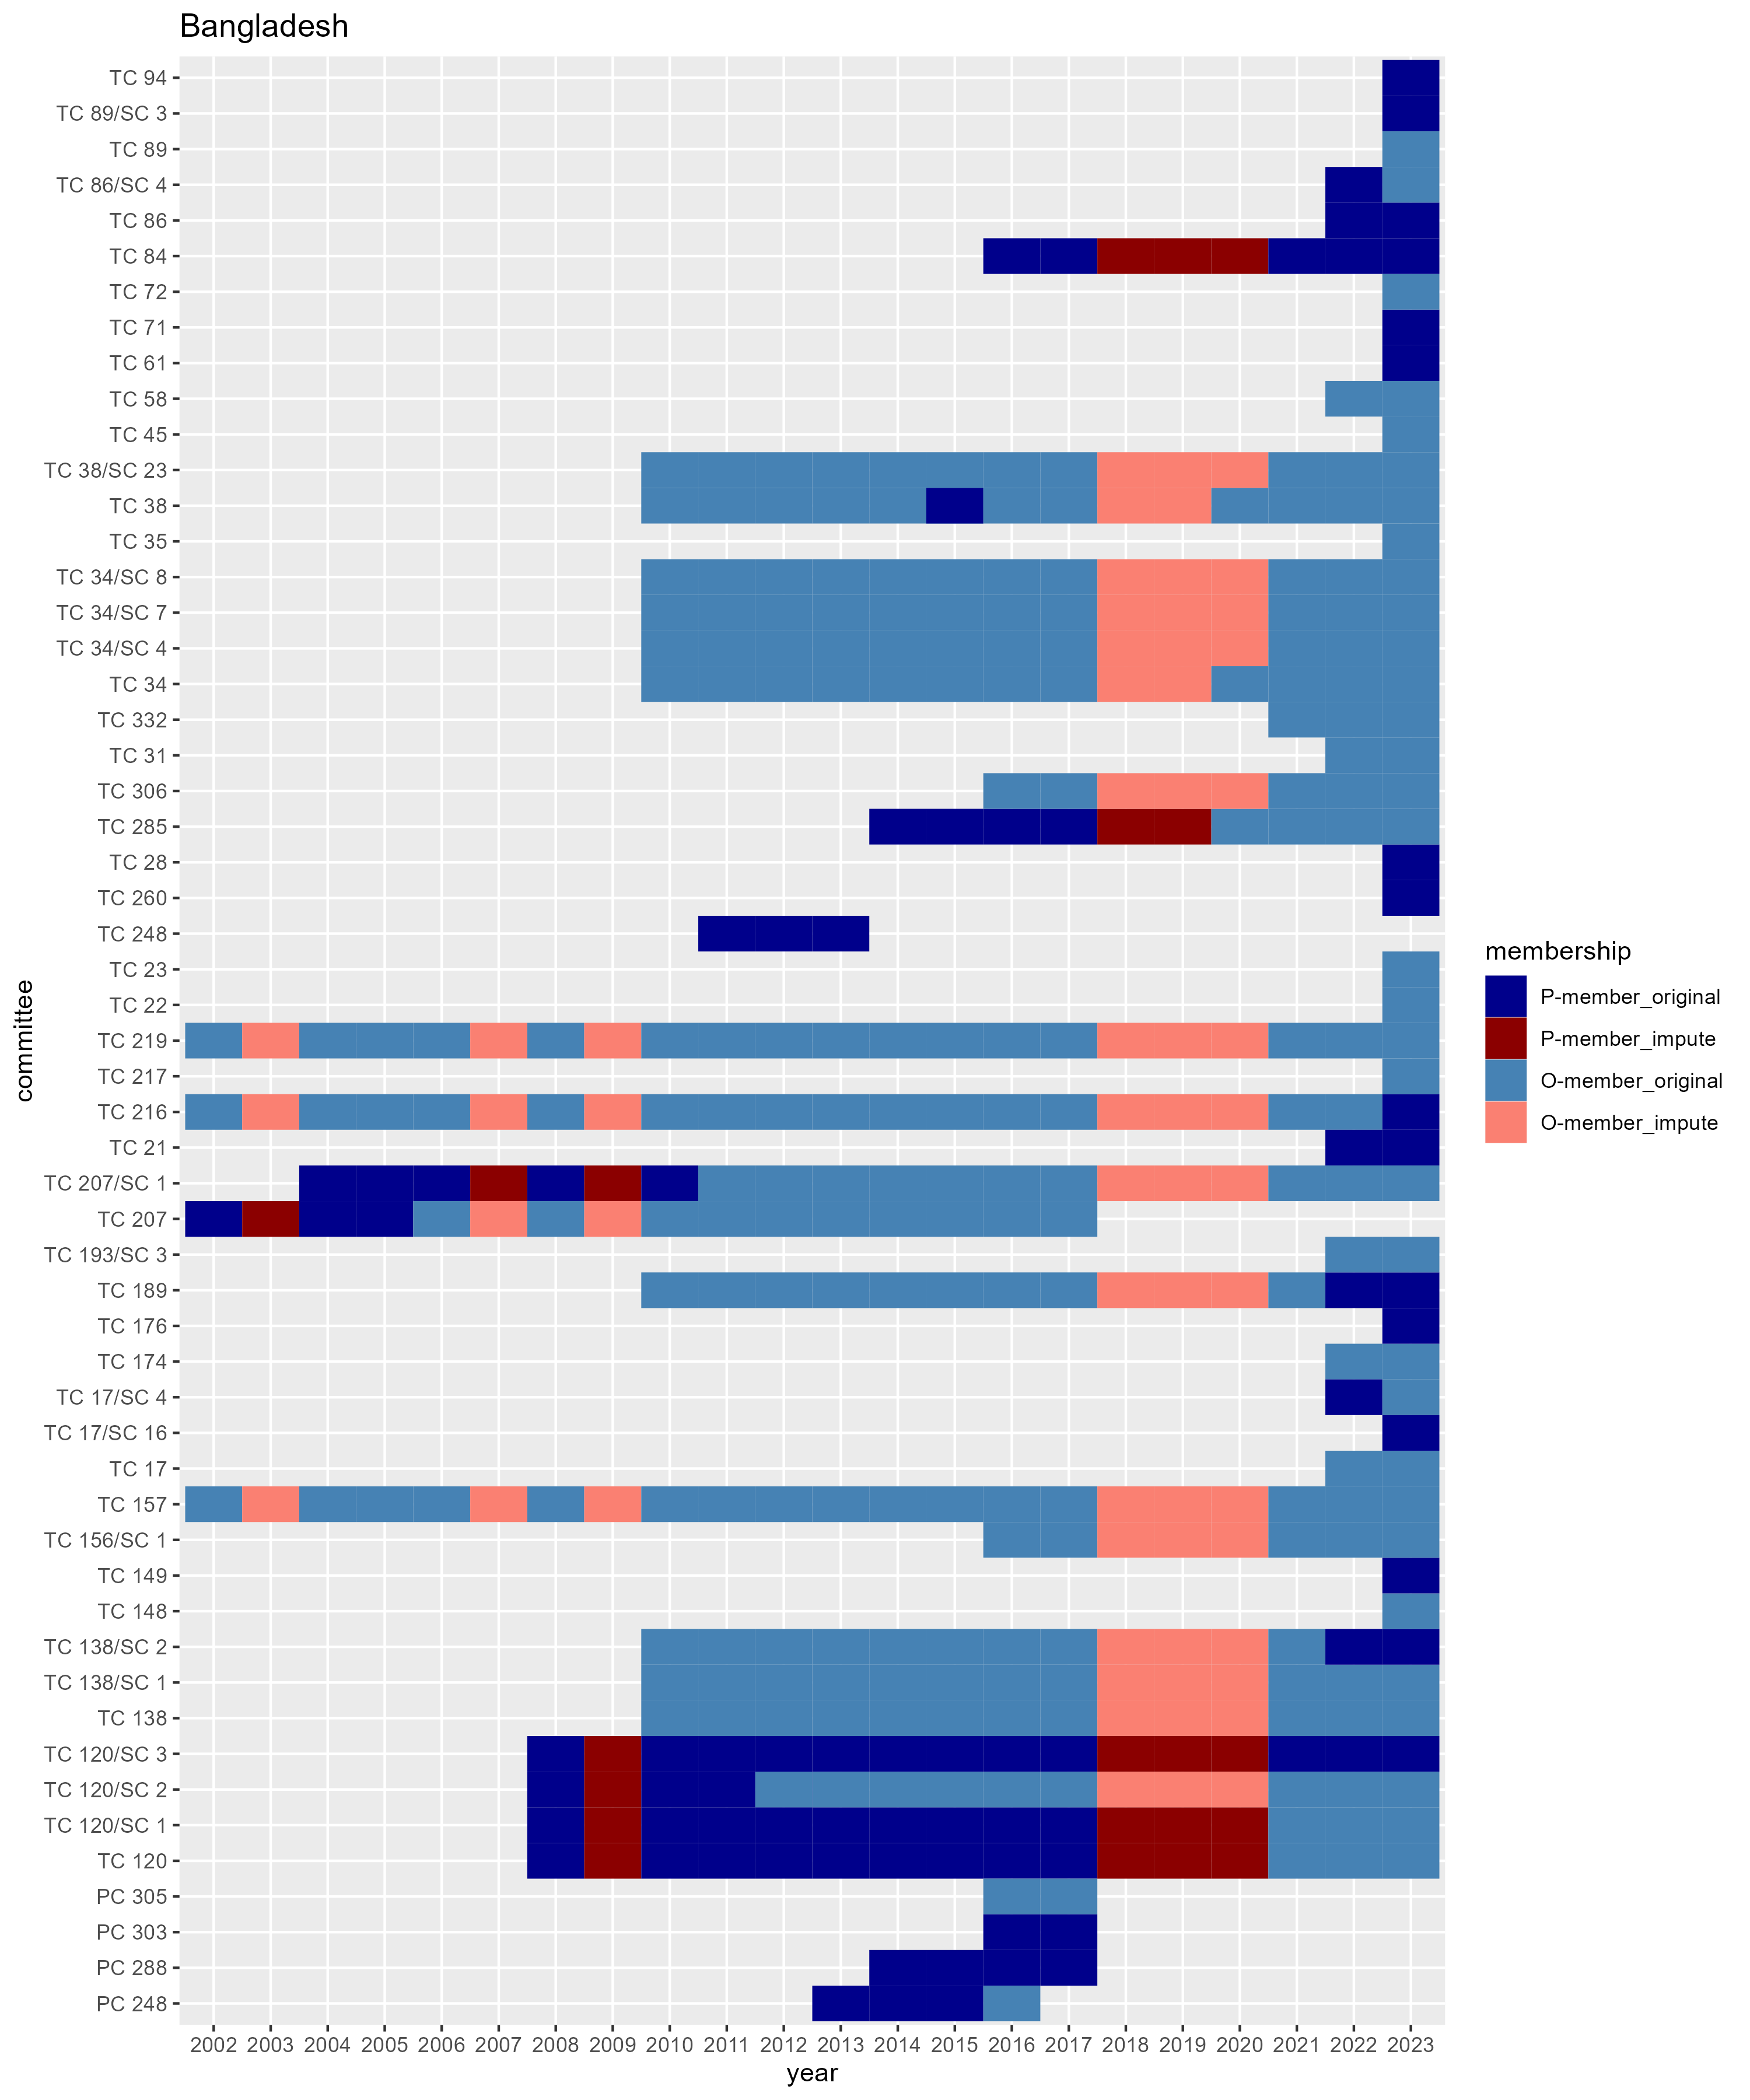 Bangladesh
TC 94
TC 89/SC 3
TC 89
TC 86/SC 4
TC 86
TC 84
TC 72
TC 71
TC 61
TC 58
TC 45
TC 38/SC 23
TC 38
TC 35
TC 34/SC 8
TC 34/SC 7
TC 34/SC 4
TC 34
TC 332
TC 31
TC 306
TC 285
TC 28
TC 260
TC 248
TC 23
TC 22
TC 219
TC 217
TC 216
TC 21
TC 207/SC 1
TC 207
TC 193/SC 3
TC 189
TC 176
TC 174
TC 17/SC 4
TC 17/SC 16
TC 17
TC 157
TC 156/SC 1
TC 149
TC 148
TC 138/SC 2
TC 138/SC 1
TC 138
TC 120/SC 3
TC 120/SC 2
TC 120/SC 1
TC 120
PC 305
PC 303
PC 288
PC 248
committee
2002 2003 2004 2005 2006 2007 2008 2009 2010 2011 2012 2013 2014 2015 2016 2017 2018 2019 2020 2021 2022 2023
year
membership
P-member_original
P-member_impute
O-member_original
O-member_impute